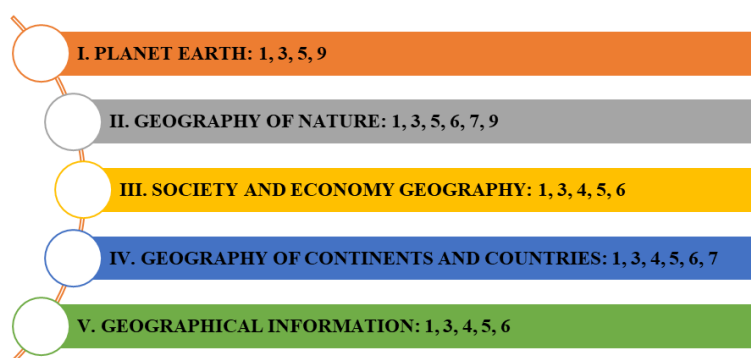 I. PLANET EARTH: 1, 3, 5, 9
II. GEOGRAPHY OF NATURE: 1, 3, 5, 6, 7, 9
III. SOCIETY AND ECONOMY GEOGRAPHY: 1, 3, 4, 5, 6
IV. GEOGRAPHY OF CONTINENTS AND COUNTRIES: 1, 3, 4, 5, 6, 7
V. GEOGRAPHICAL INFORMATION: 1, 3, 4, 5, 6